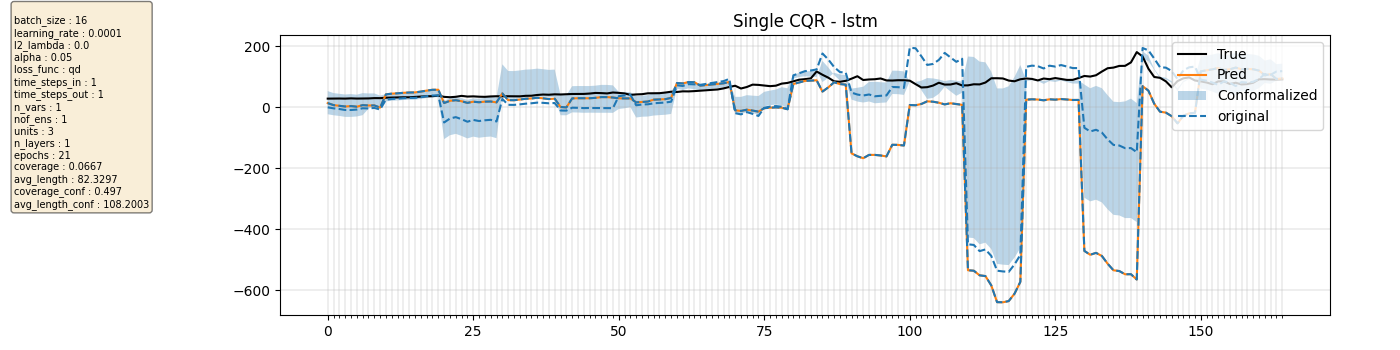 Single CQR - lstm
batch_size : 16
learning_rate : 0.0001
l2_lambda : 0.0
alpha : 0.05
loss_func : qd
time_steps_in : 1
time_steps_out : 1
n_vars : 1
nof_ens : 1
units : 3
n_layers : 1
epochs : 21
coverage : 0.0667
avg_length : 82.3297
coverage_conf : 0.497
avg_length_conf : 108.2003
200
0
−200
−400
−600
True
Pred
Conformalized
original
0 25 50 75 100 125 150